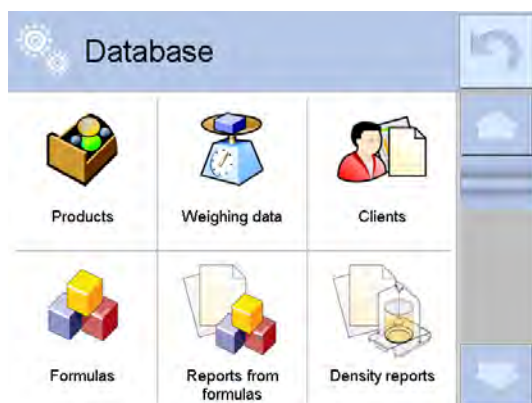 Database
Products
Weighing data
Clients
Formulas
Reports from
formulas
Density reports